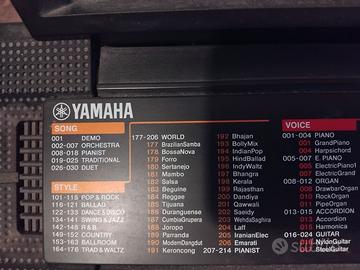 YAMAHA
SONG
001 DEMO
002-007 ORCHESTRA
008-018 PIANIST
019-025 TRADITIONAL
026-030 DUET
STYLE
101-115 POP & ROCK
116-121 BALLAD
122-133 DANCE & DISCO
134-141 SWING & JAZZ
142-148 R & B
149-152 COUNTRY
153-163 BALLROOM
164-176 TRAD & WALTZ
177-206 WORLD
177 BrazilianSamba
178 BossaNova
179 Forro
180 Sertanejo
181 Mambo
182 Salsa
183 Beguine
184 Reggae
185 Duranguense
187 CumbiaGrupera
189 Joropo
189 Parranda
190 ModernDangdut
191 Keroncong
192 Bhajan
193 BollyMix
194 IndianPop
195 HindBallad
196 IndyWaltz
197 Bhangra
198 Kerala
199 Rajasthan
200 Dandiya
201 Qawwali
202 Saeidy
203 WehdaSaghira
204 Laff
205 IranianElec
206 Emarati
207-214 PIANIST
VOICE
001-004 PIANO
001 GrandPiano
004 Harpsicord
005-007 E. PIANO
005 ElectricPiano
007 ElectricGrand
008-012 ORGAN
008 DrawbarOrgan
010 RockOrgan
011 PipeOrgan
013-015 ACCORDION
013 Accordion
015 Harmonica
016-024 GUITAR
016 NylonGuitar
017 SteelGuitar
Subito